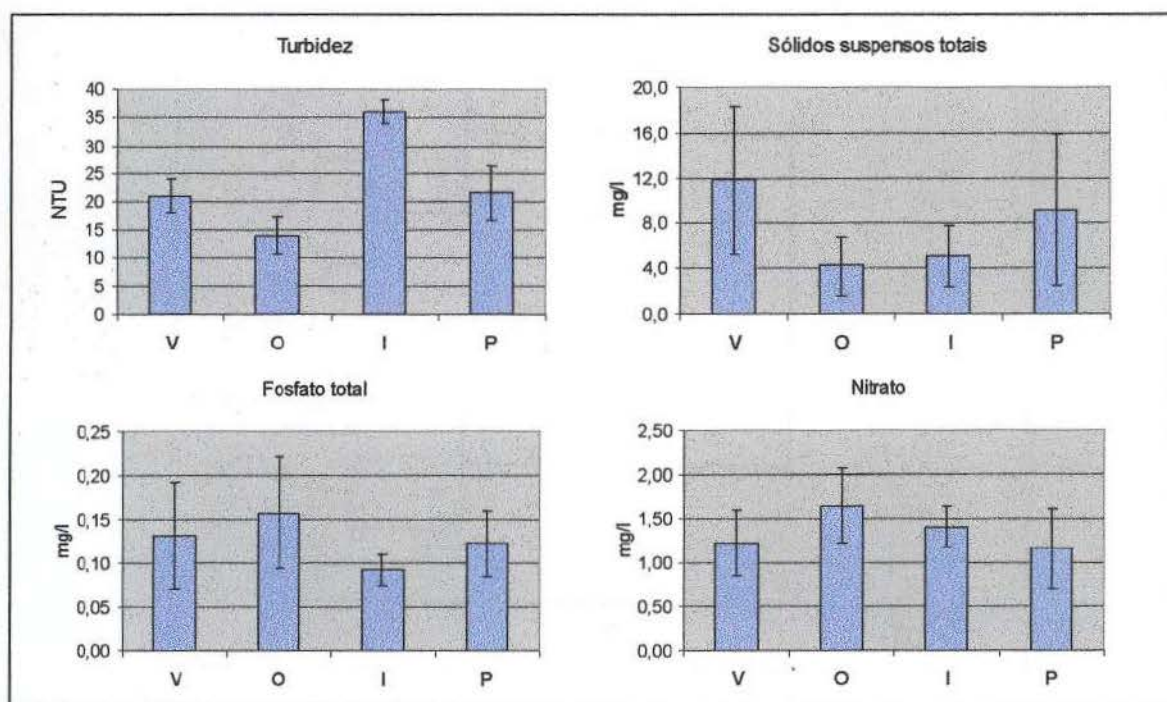 Turbidez
40
35
30
25
20
15
10
5
0
NTU
V O I P
Sólidos suspensos totais
20,0
16,0
12,0
8,0
4,0
0,0
mg/l
V O I P
Fosfato total
0,25
0,20
0,15
0,10
0,05
0,00
mg/l
V O I P
Nitrato
2,50
2,00
1,50
1,00
0,50
0,00
mg/l
V O I P